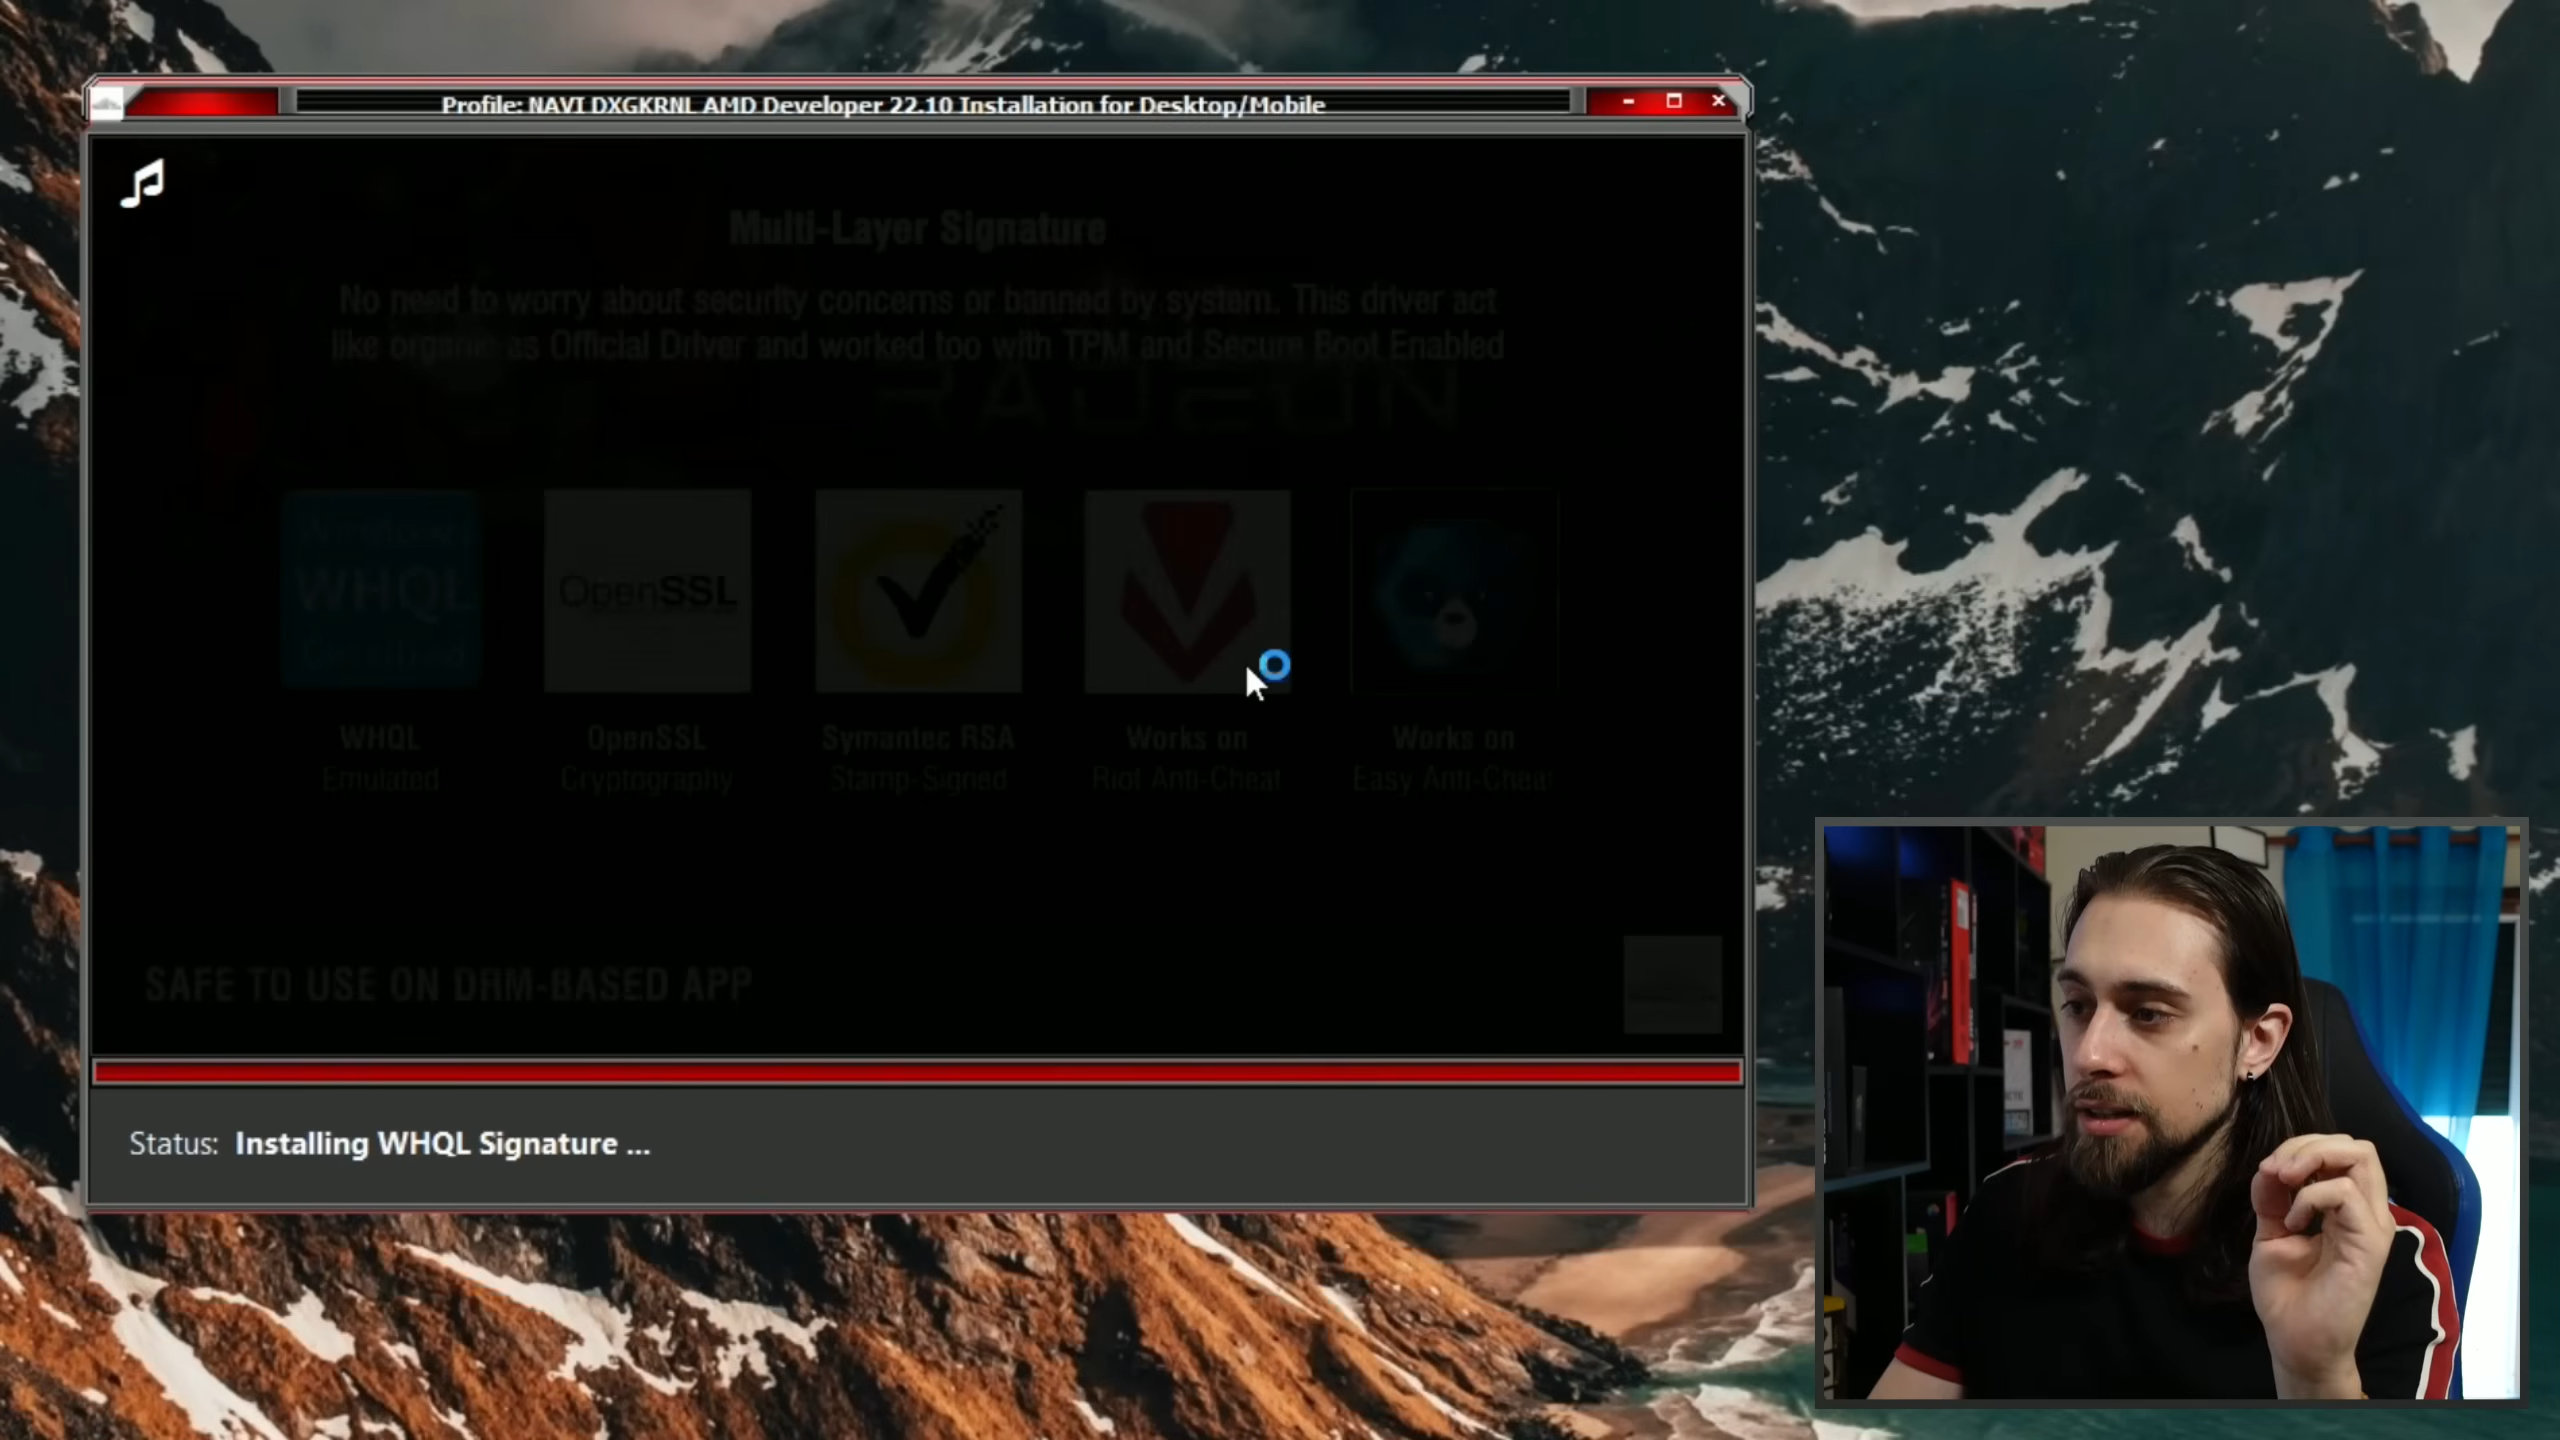 Profile: NAVI DXGKRNL AMD Developer 22.10 Installation for Desktop/Mobile
Multi-Layer Signature
No need to worry about security concerns or banned by system. This driver act
like organic as Official Driver and worked too with TPM and Secure Boot Enabled
RADEON
WHQL
OpenSSL
WHQL
Emulated
OpenSSL
Cryptography
Symantec RSA
Stamp-Signed
Works on
Riot Anti-Cheat
Works on
Easy Anti-Cheat
SAFE TO USE ON DRM-BASED APP
Status: Installing WHQL Signature ...